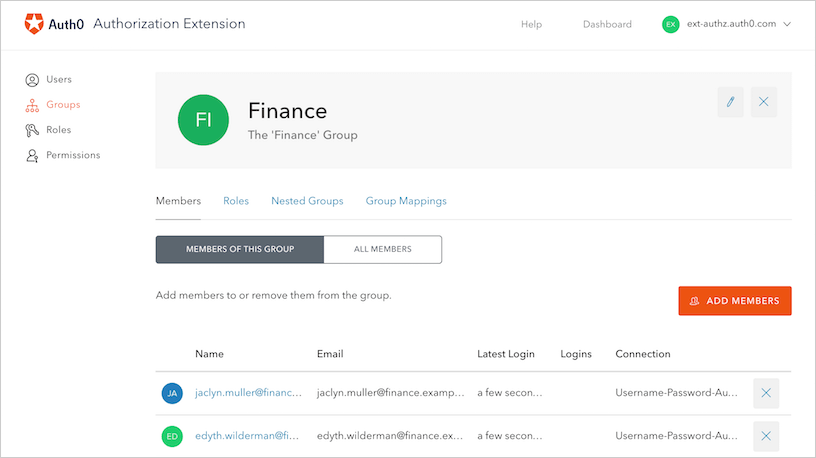 Auth0 Authorization Extension Help Dashboard EX ext-authz.auth0.com
Users
Groups
Roles
Permissions
FI
Finance
The 'Finance' Group
Members Roles Nested Groups Group Mappings
MEMBERS OF THIS GROUP ALL MEMBERS
Add members to or remove them from the group.
ADD MEMBERS
Name Email Latest Login Logins Connection
JA jaclyn.muller@financ... jaclyn.muller@finance.examp... a few secon... Username-Password-Au...
ED edyth.wilderman@fi... edyth.wilderman@finance.ex... a few secon... Username-Password-Au...